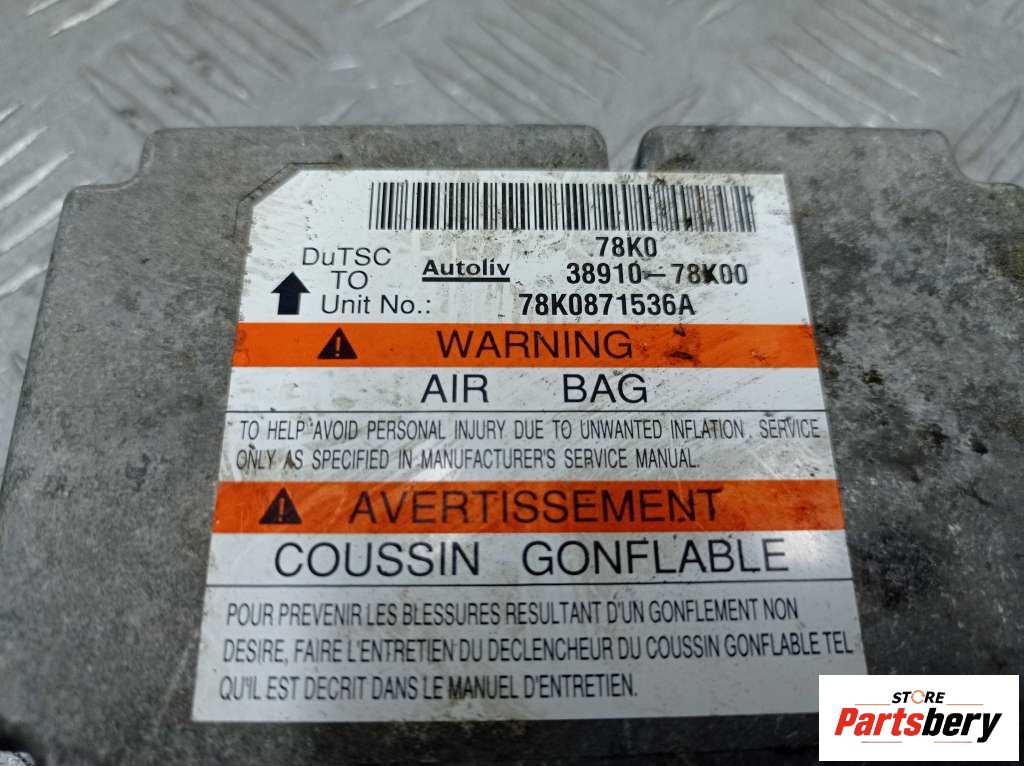 78K0
DuTSC
Autoliv 38910-78K00
TO
Unit No.: 78K0871536A
WARNING
AIR BAG
TO HELP AVOID PERSONAL INJURY DUE TO UNWANTED INFLATION, SERVICE
ONLY AS SPECIFIED IN MANUFACTURER'S SERVICE MANUAL.
AVERTISSEMENT
COUSSIN GONFLABLE
POUR PREVENIR LES BLESSURES RESULTANT D'UN GONFLEMENT NON
DESIRE, FAIRE L'ENTRETIEN DU DECLENCHEUR DU COUSSIN GONFLABLE TEL
QU'IL EST DECRIT DANS LE MANUEL D'ENTRETIEN.
STORE
Partsbery